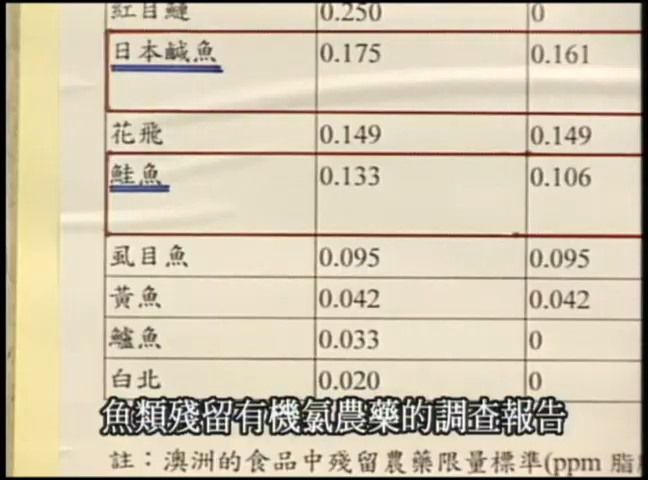 紅目鰱 0.250 0
日本鹹魚 0.175 0.161
花飛 0.149 0.149
鮭魚 0.133 0.106
虱目魚 0.095 0.095
黃魚 0.042 0.042
鱸魚 0.033 0
白北 0.020 0
魚類殘留有機氯農藥的調查報告
註：澳洲的食品中殘留農藥限量標準(ppm 脂